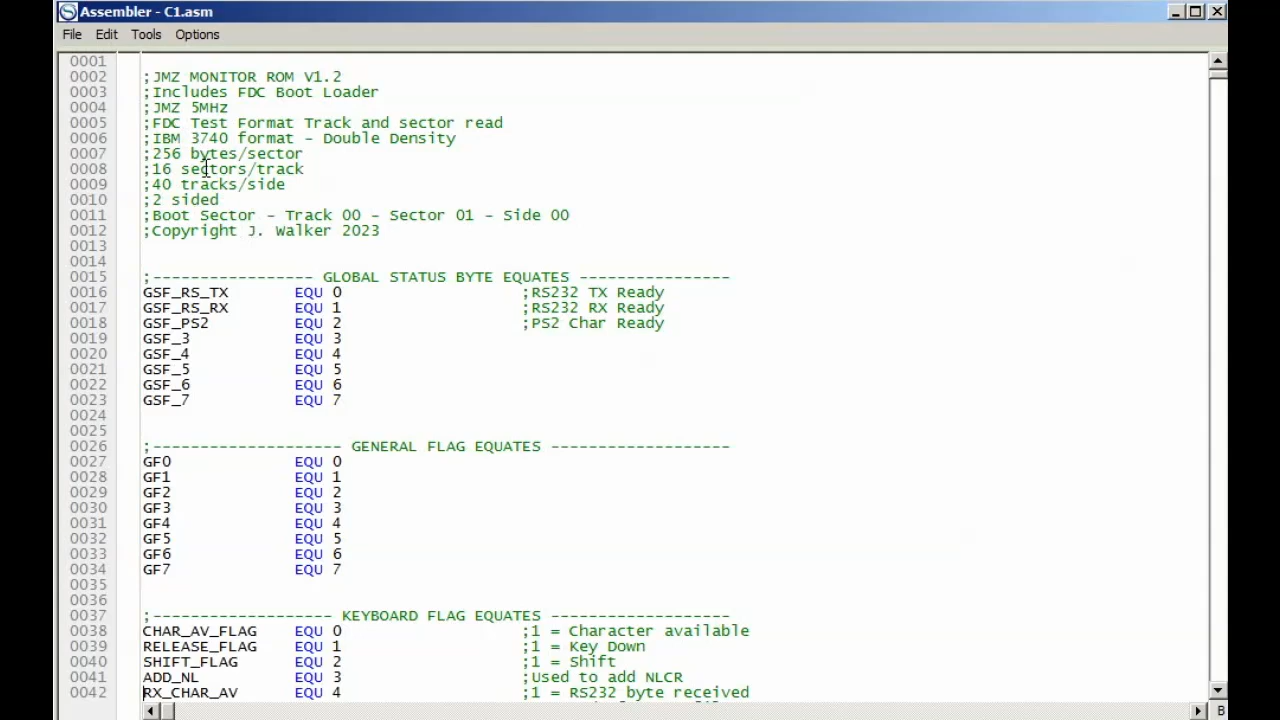 Assembler - C1.asm
File Edit Tools Options
0001
0002 ;JMZ MONITOR ROM V1.2
0003 ;Includes FDC Boot Loader
0004 ;JMZ 5MHz
0005 ;FDC Test Format Track and sector read
0006 ;IBM 3740 format - Double Density
0007 ;256 bytes/sector
0008 ;16 sectors/track
0009 ;40 tracks/side
0010 ;2 sided
0011 ;Boot Sector - Track 00 - Sector 01 - Side 00
0012 ;Copyright J. Walker 2023
0013
0014
0015 ;----------------- GLOBAL STATUS BYTE EQUATES ----------------
0016 GSF_RS_TX EQU 0 ;RS232 TX Ready
0017 GSF_RS_RX EQU 1 ;RS232 RX Ready
0018 GSF_PS2 EQU 2 ;PS2 Char Ready
0019 GSF_3 EQU 3
0020 GSF_4 EQU 4
0021 GSF_5 EQU 5
0022 GSF_6 EQU 6
0023 GSF_7 EQU 7
0024
0025
0026 ;-------------------- GENERAL FLAG EQUATES -------------------
0027 GF0 EQU 0
0028 GF1 EQU 1
0029 GF2 EQU 2
0030 GF3 EQU 3
0031 GF4 EQU 4
0032 GF5 EQU 5
0033 GF6 EQU 6
0034 GF7 EQU 7
0035
0036
0037 ;------------------- KEYBOARD FLAG EQUATES -------------------
0038 CHAR_AV_FLAG EQU 0 ;1 = Character available
0039 RELEASE_FLAG EQU 1 ;1 = Key Down
0040 SHIFT_FLAG EQU 2 ;1 = Shift
0041 ADD_NL EQU 3 ;Used to add NLCR
0042 RX_CHAR_AV EQU 4 ;1 = RS232 byte received
B